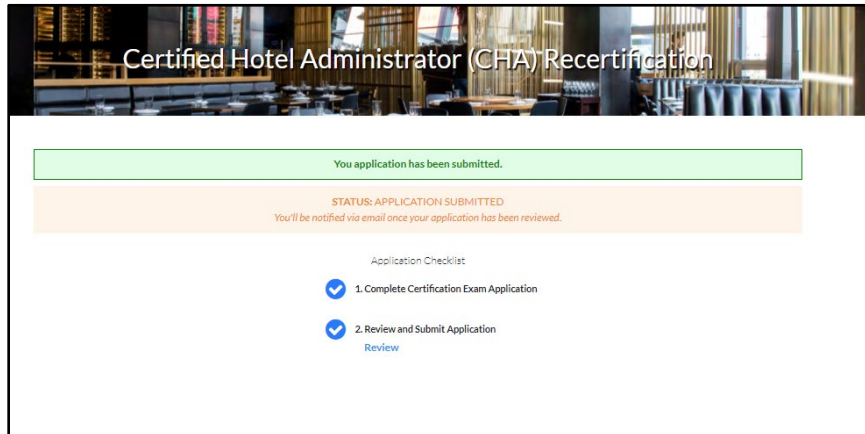 Certified Hotel Administrator (CHA) Recertification
You application has been submitted.
STATUS: APPLICATION SUBMITTED
You'll be notified via email once your application has been reviewed.
Application Checklist
1. Complete Certification Exam Application
2. Review and Submit Application
Review